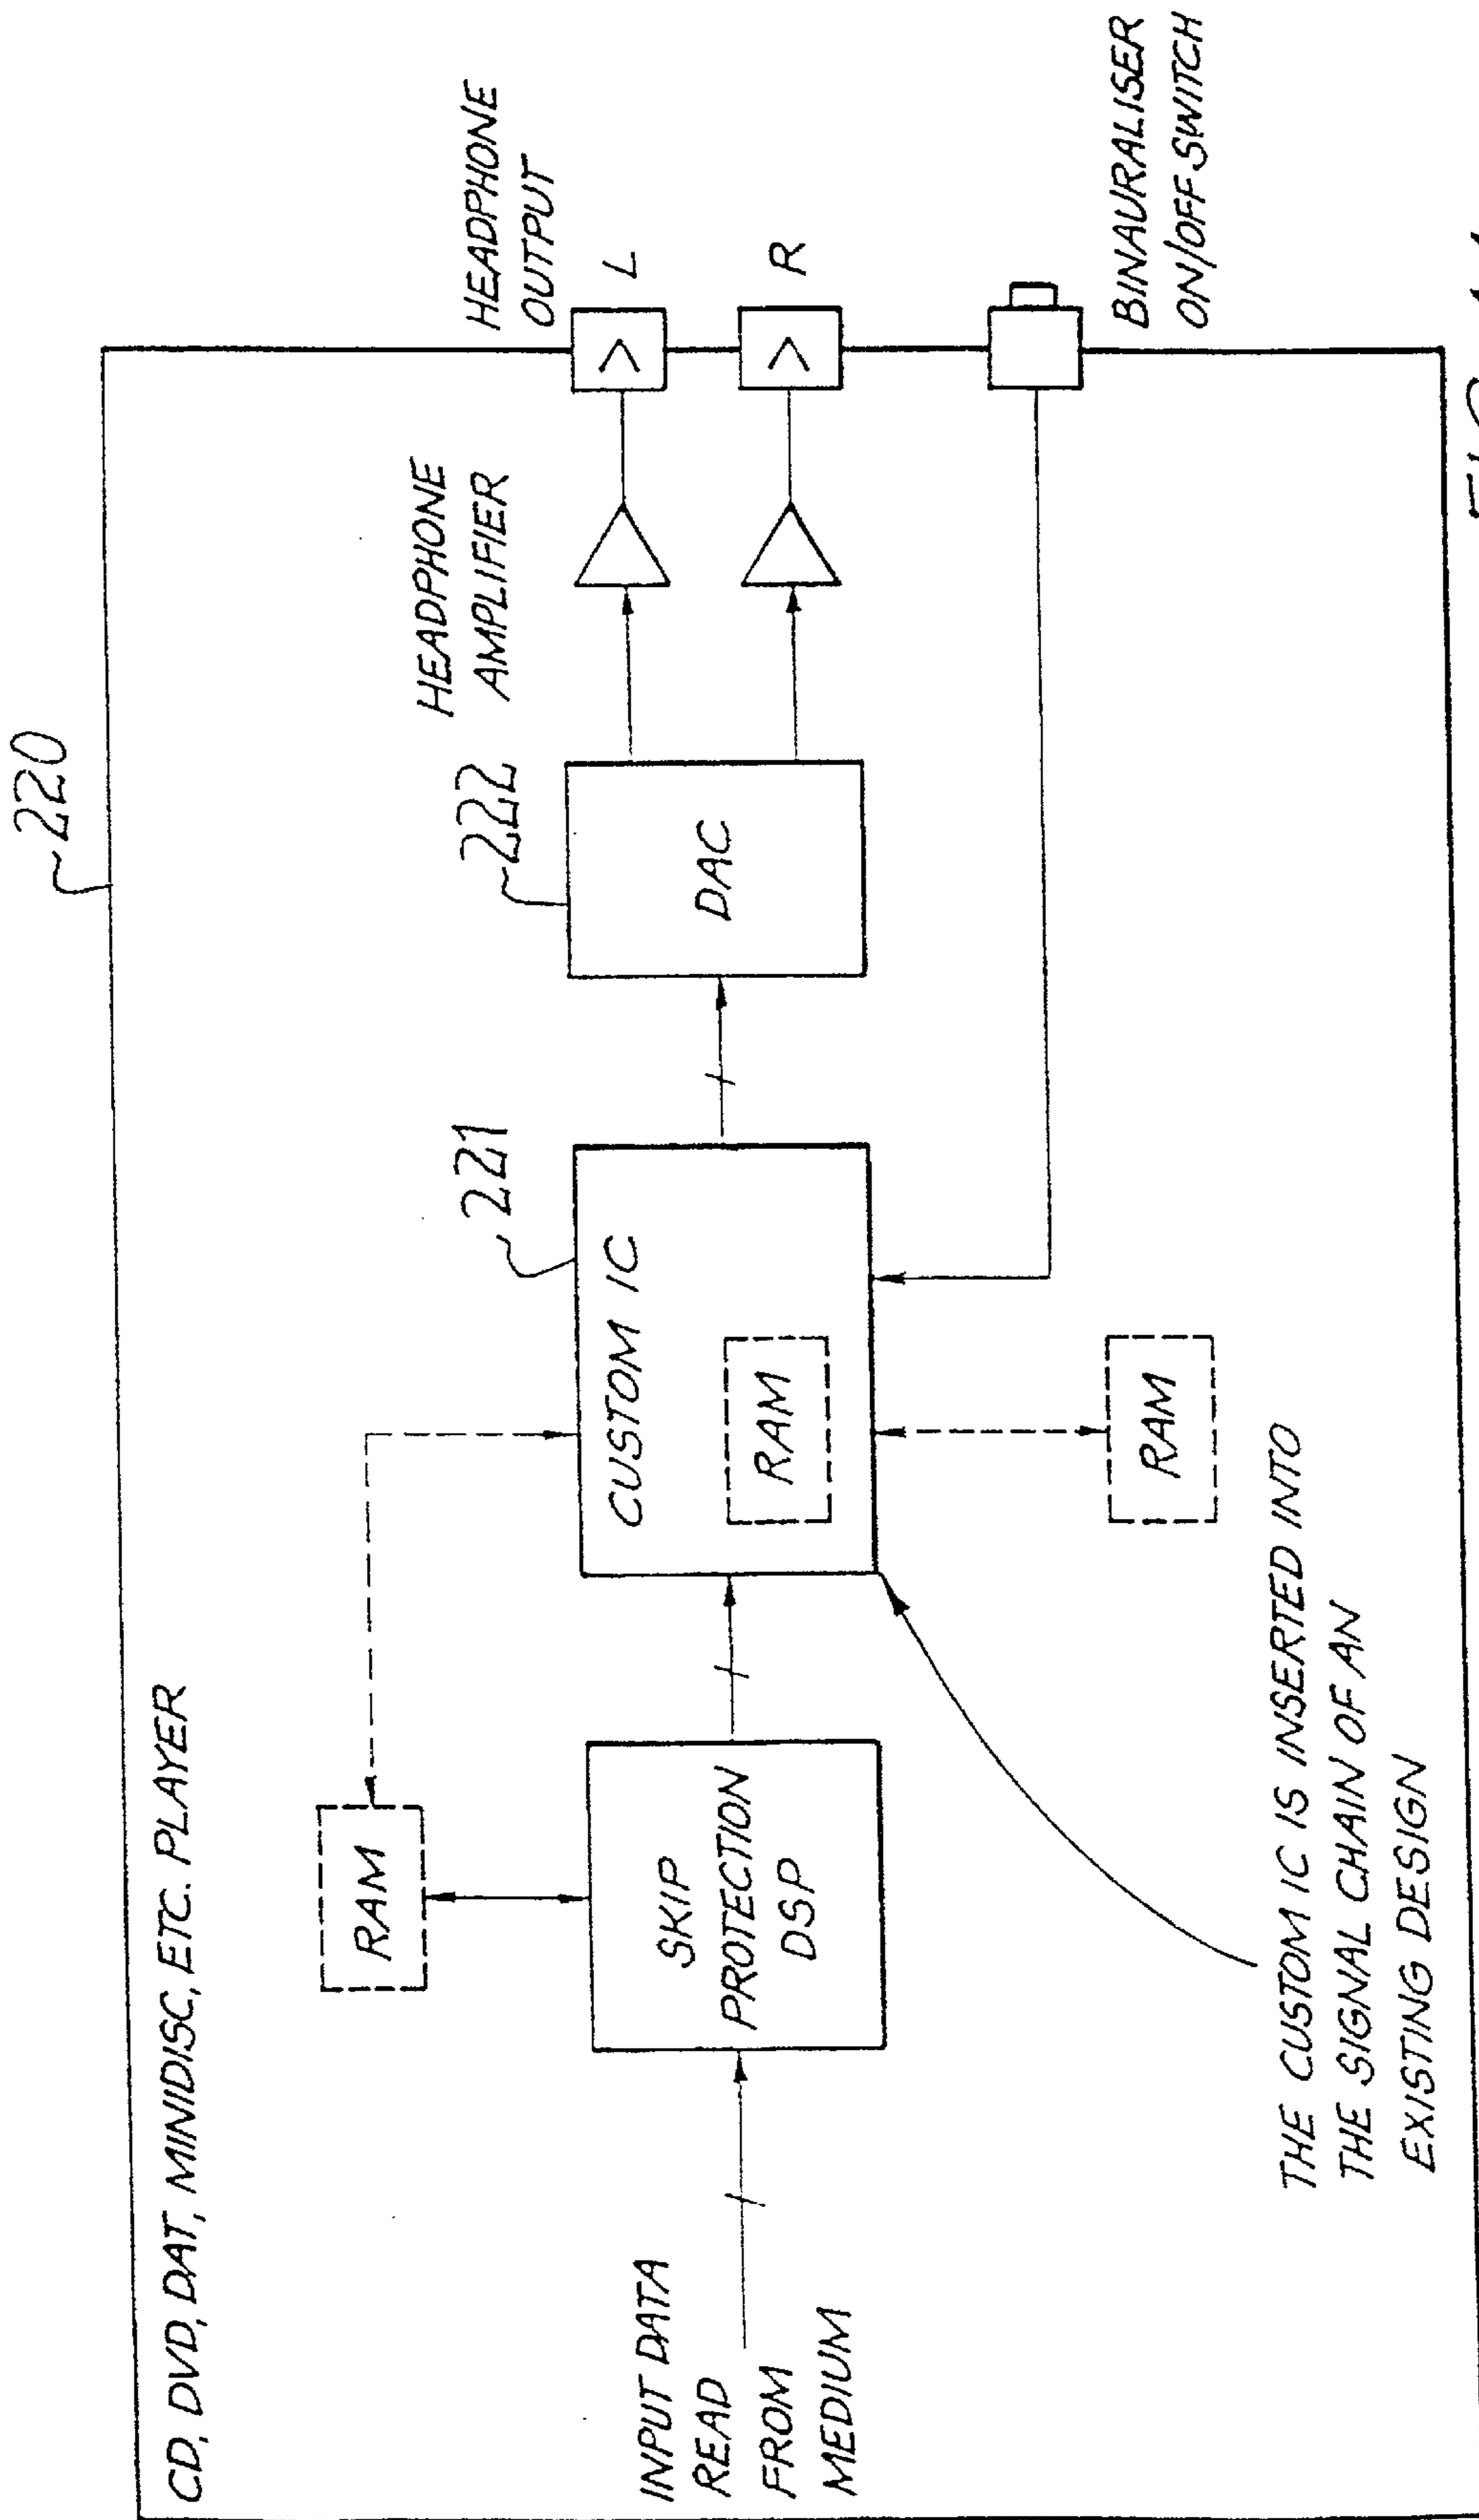 220
CD, DVD, DAT, MINIDISC, ETC. PLAYER
HEADPHONE
OUTPUT
L
R
HEADPHONE
AMPLIFIER
222
DAC
221
CUSTOM IC
RAM
RAM
RAM
SKIP
PROTECTION
DSP
INPUT DATA
READ
FROM
MEDIUM
BINAURALISER
ON/OFF SWITCH
THE CUSTOM IC IS INSERTED INTO
THE SIGNAL CHAIN OF AN
EXISTING DESIGN